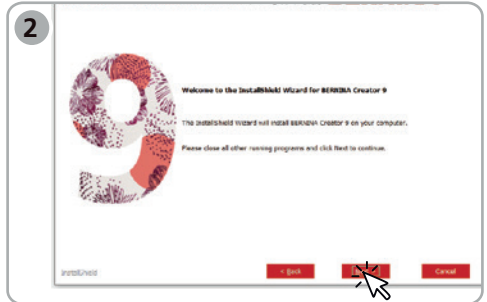 2
9
Welcome to the InstallShield Wizard for BERNINA Creator 9
The InstallShield Wizard will install BERNINA Creator 9 on your computer.
Please close all other running programs and click Next to continue.
InstallShield
< Back
Cancel